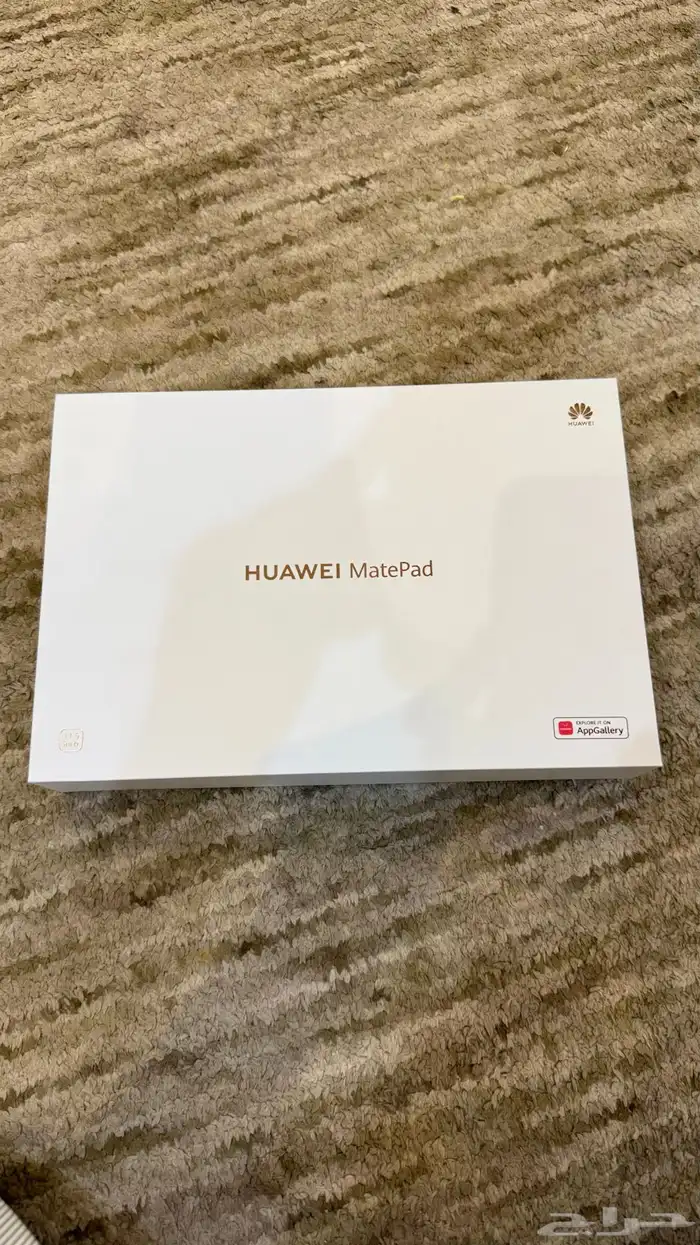 HUAWEI
HUAWEI MatePad
EXPLORE IT ON
AppGallery
حراج